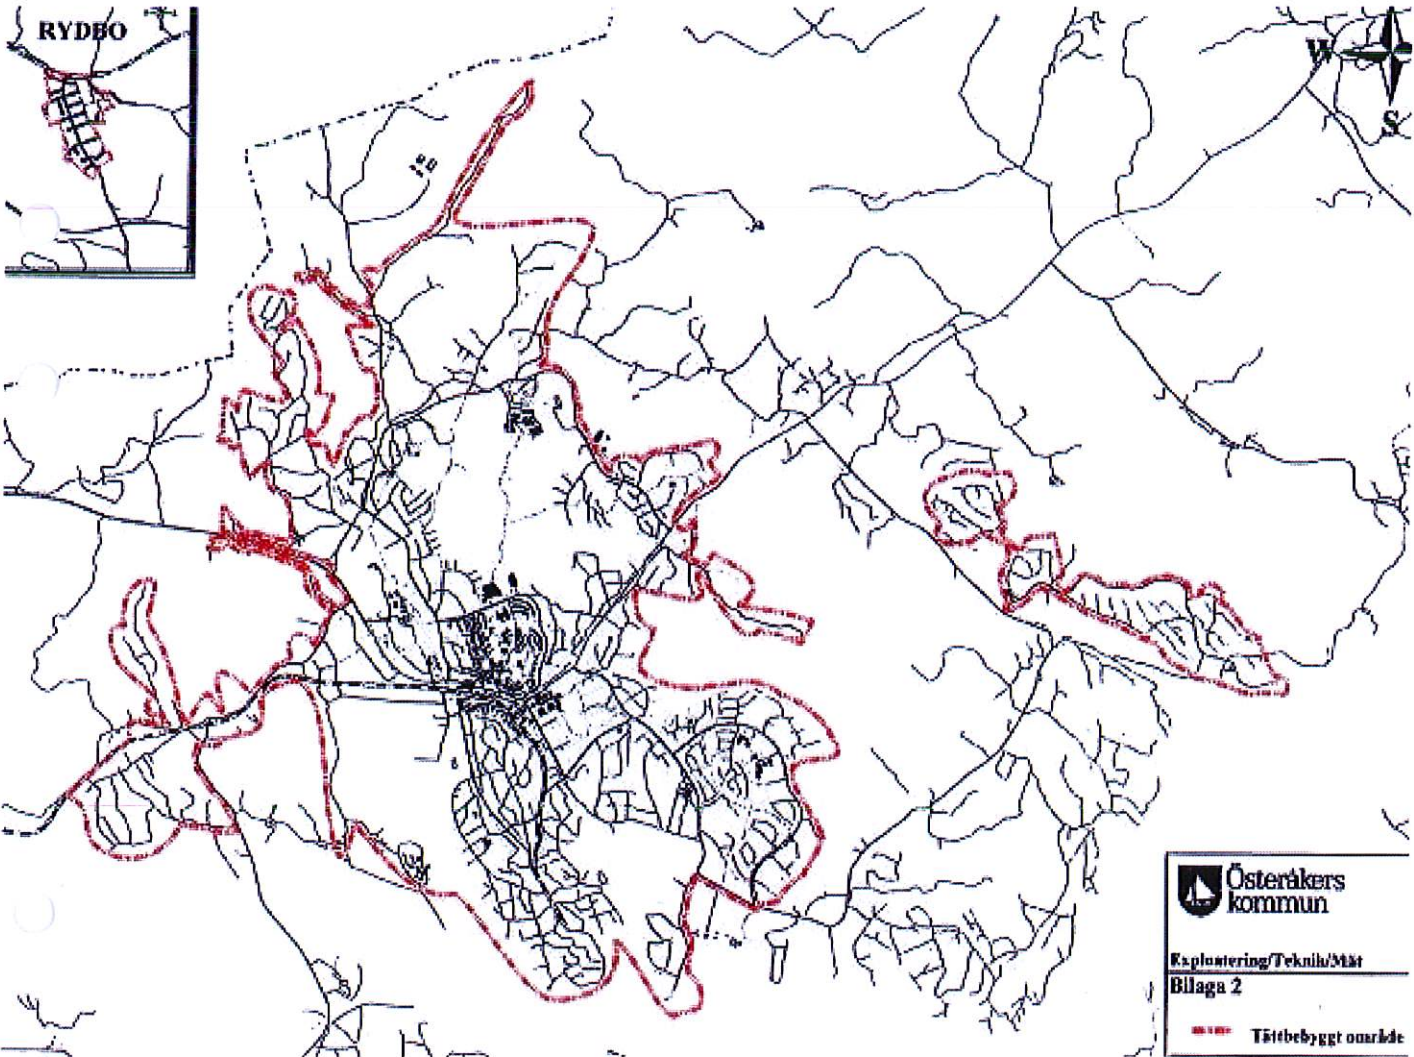 RYDBO
W
S
Österåkers
kommun
Exploatering/Teknik/Mät
Bilaga 2
Tättbebyggt område